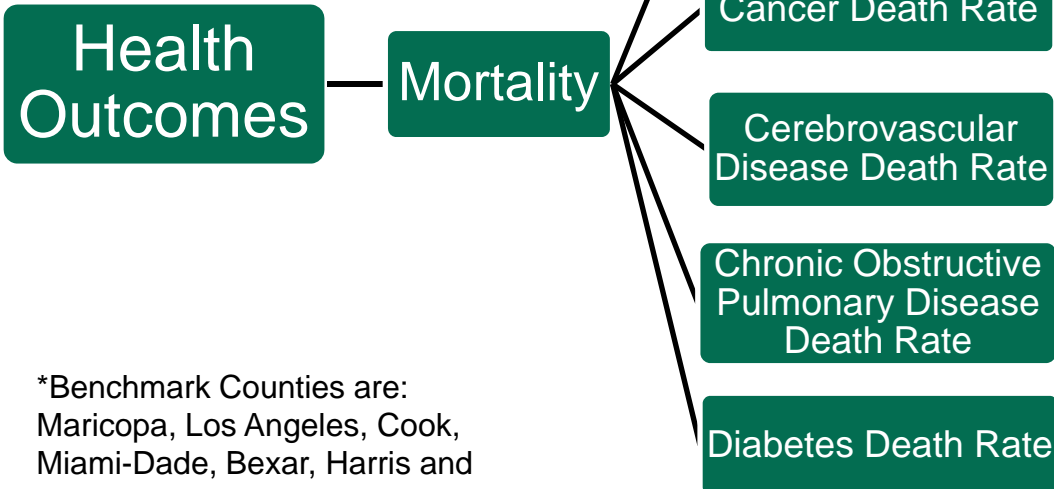 Health
Outcomes
Mortality
Cancer Death Rate
Cerebrovascular
Disease Death Rate
Chronic Obstructive
Pulmonary Disease
Death Rate
Diabetes Death Rate
*Benchmark Counties are:
Maricopa, Los Angeles, Cook,
Miami-Dade, Bexar, Harris and